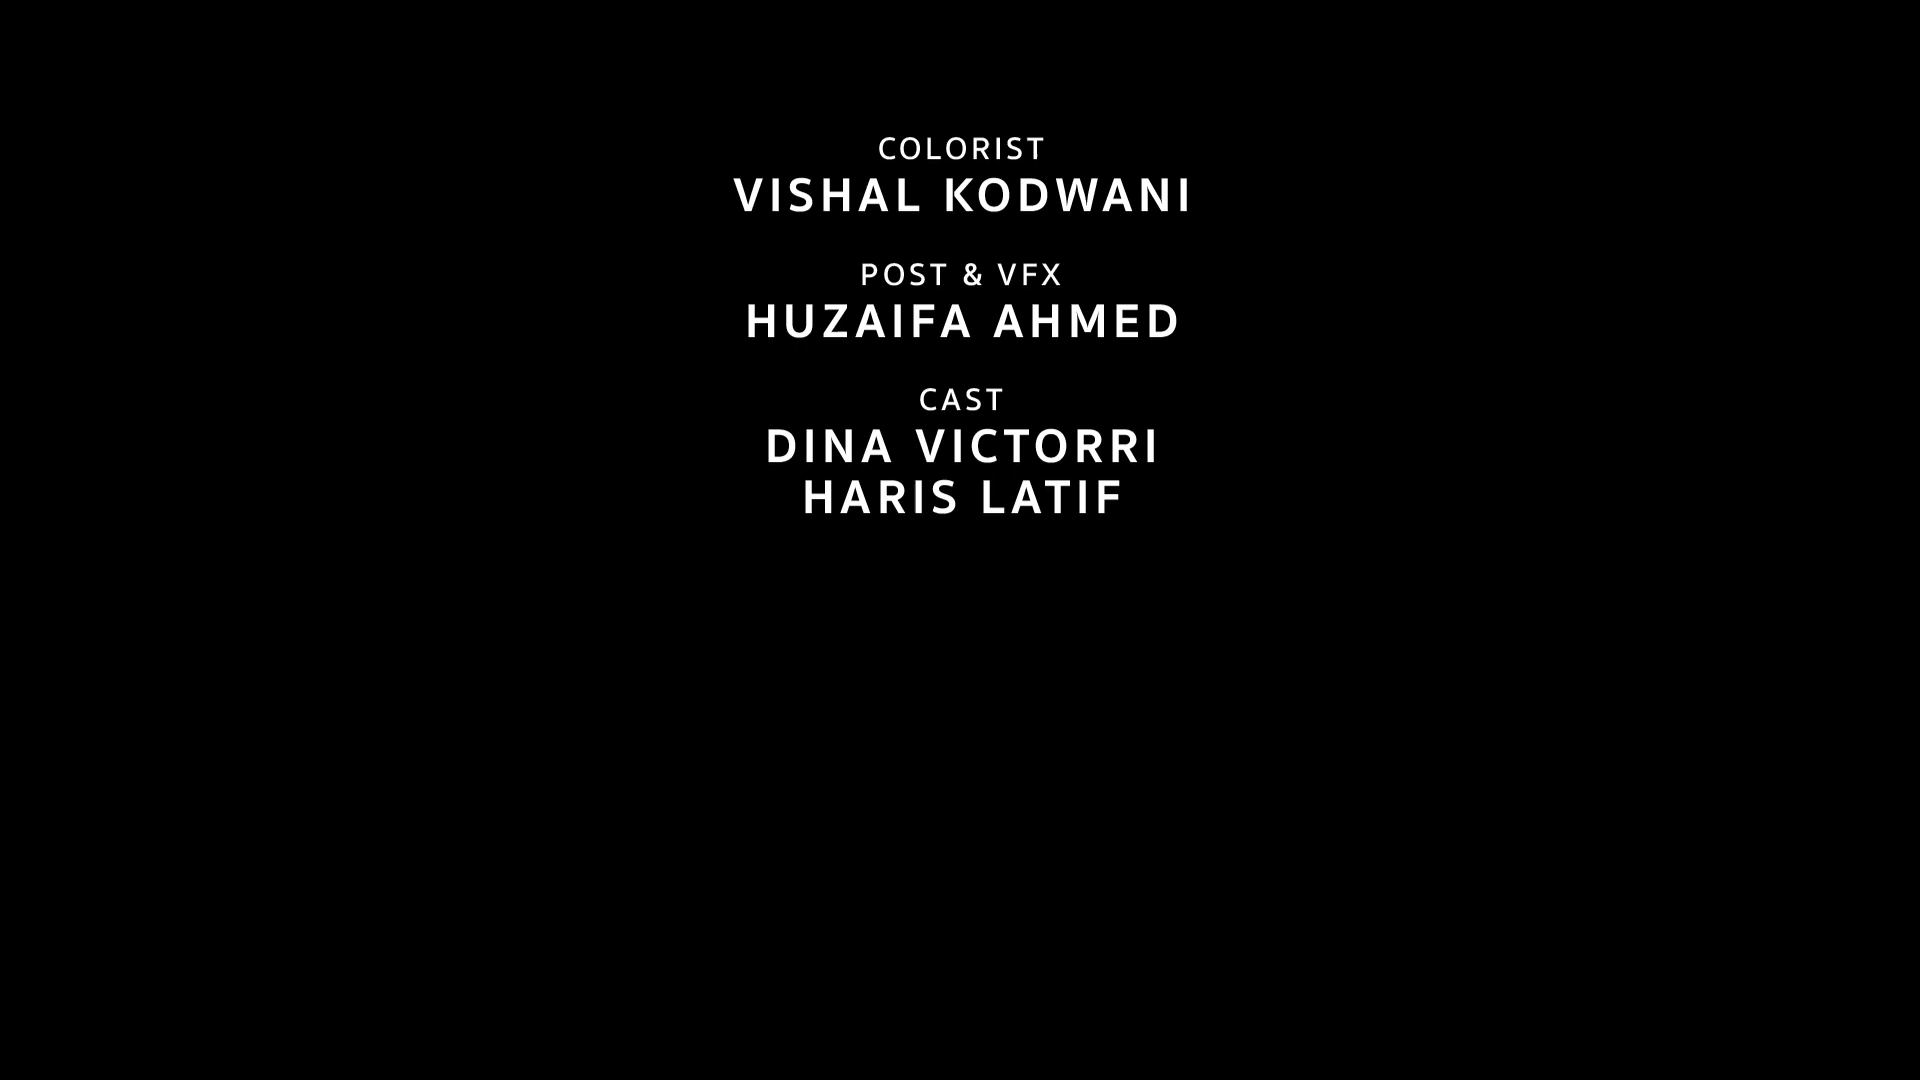 COLORIST
VISHAL KODWANI
POST & VFX
HUZAIFA AHMED
CAST
DINA VICTORRI
HARIS LATIF